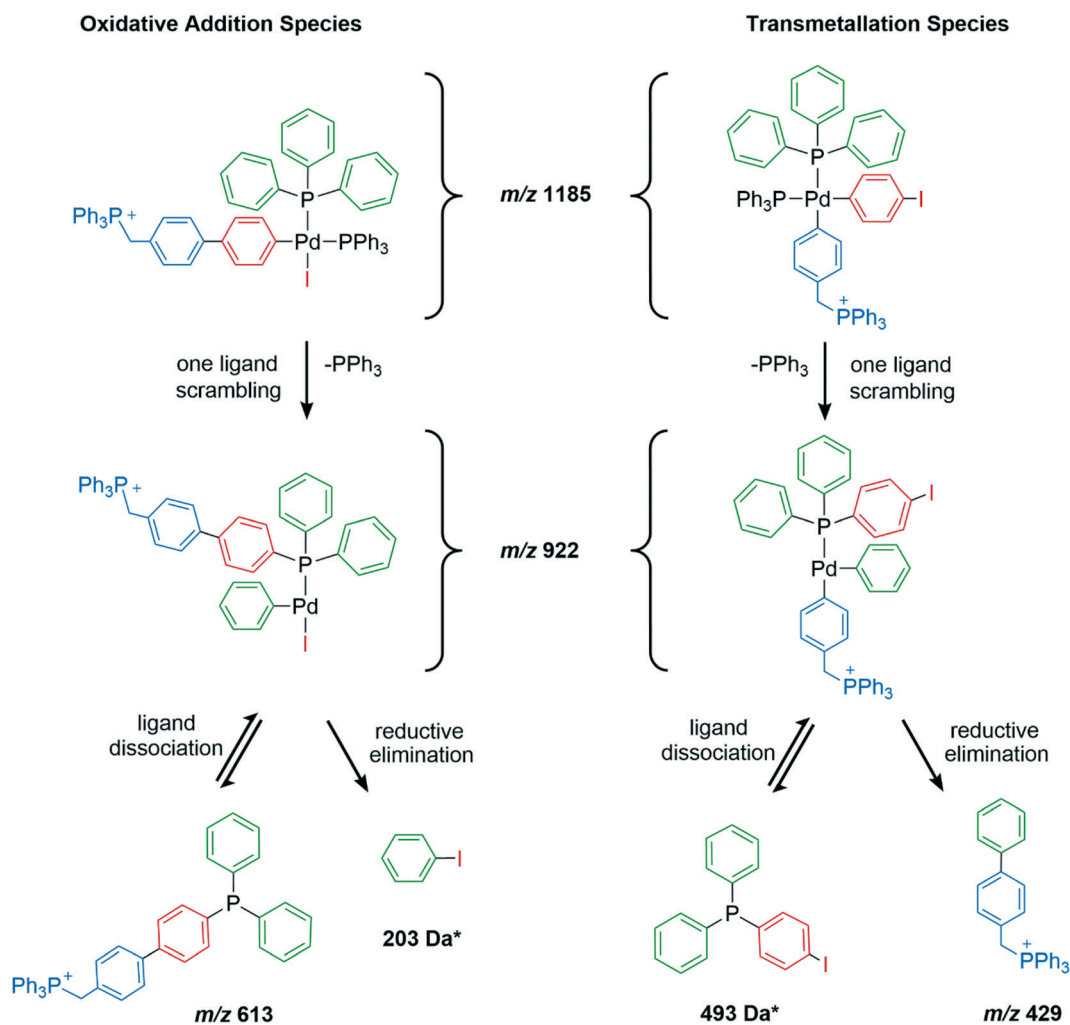 Oxidative Addition Species
Transmetallation Species
P
Ph3P +
Pd
PPh3
I
m/z 1185
P
Ph3P
Pd
I
+
PPh3
one ligand
scrambling
-PPh3
-PPh3
one ligand
scrambling
Ph3P +
P
Pd
I
m/z 922
I
P
Pd
+
PPh3
ligand
dissociation
reductive
elimination
ligand
dissociation
reductive
elimination
P
Ph3P +
m/z 613
I
203 Da*
P
I
493 Da*
+
PPh3
m/z 429